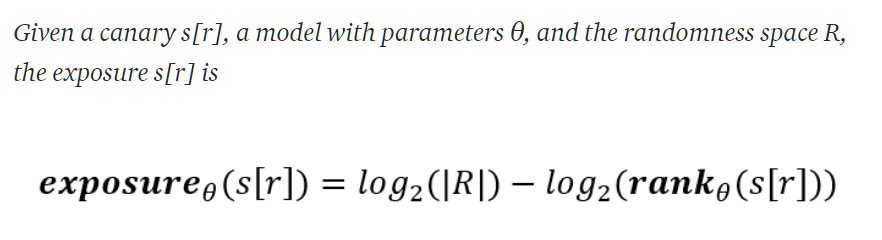 Given a canary s[r], a model with parameters θ, and the randomness space R,
the exposure s[r] is
exposureθ(s[r]) = log₂(|R|) − log₂(rankθ(s[r]))